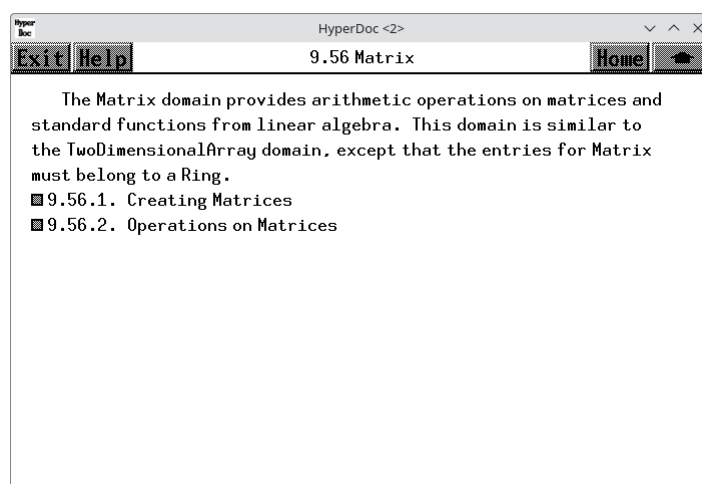 Hyper
Doc
HyperDoc <2>
Exit Help 9.56 Matrix Home
The Matrix domain provides arithmetic operations on matrices and
standard functions from linear algebra. This domain is similar to
the TwoDimensionalArray domain, except that the entries for Matrix
must belong to a Ring.
9.56.1. Creating Matrices
9.56.2. Operations on Matrices